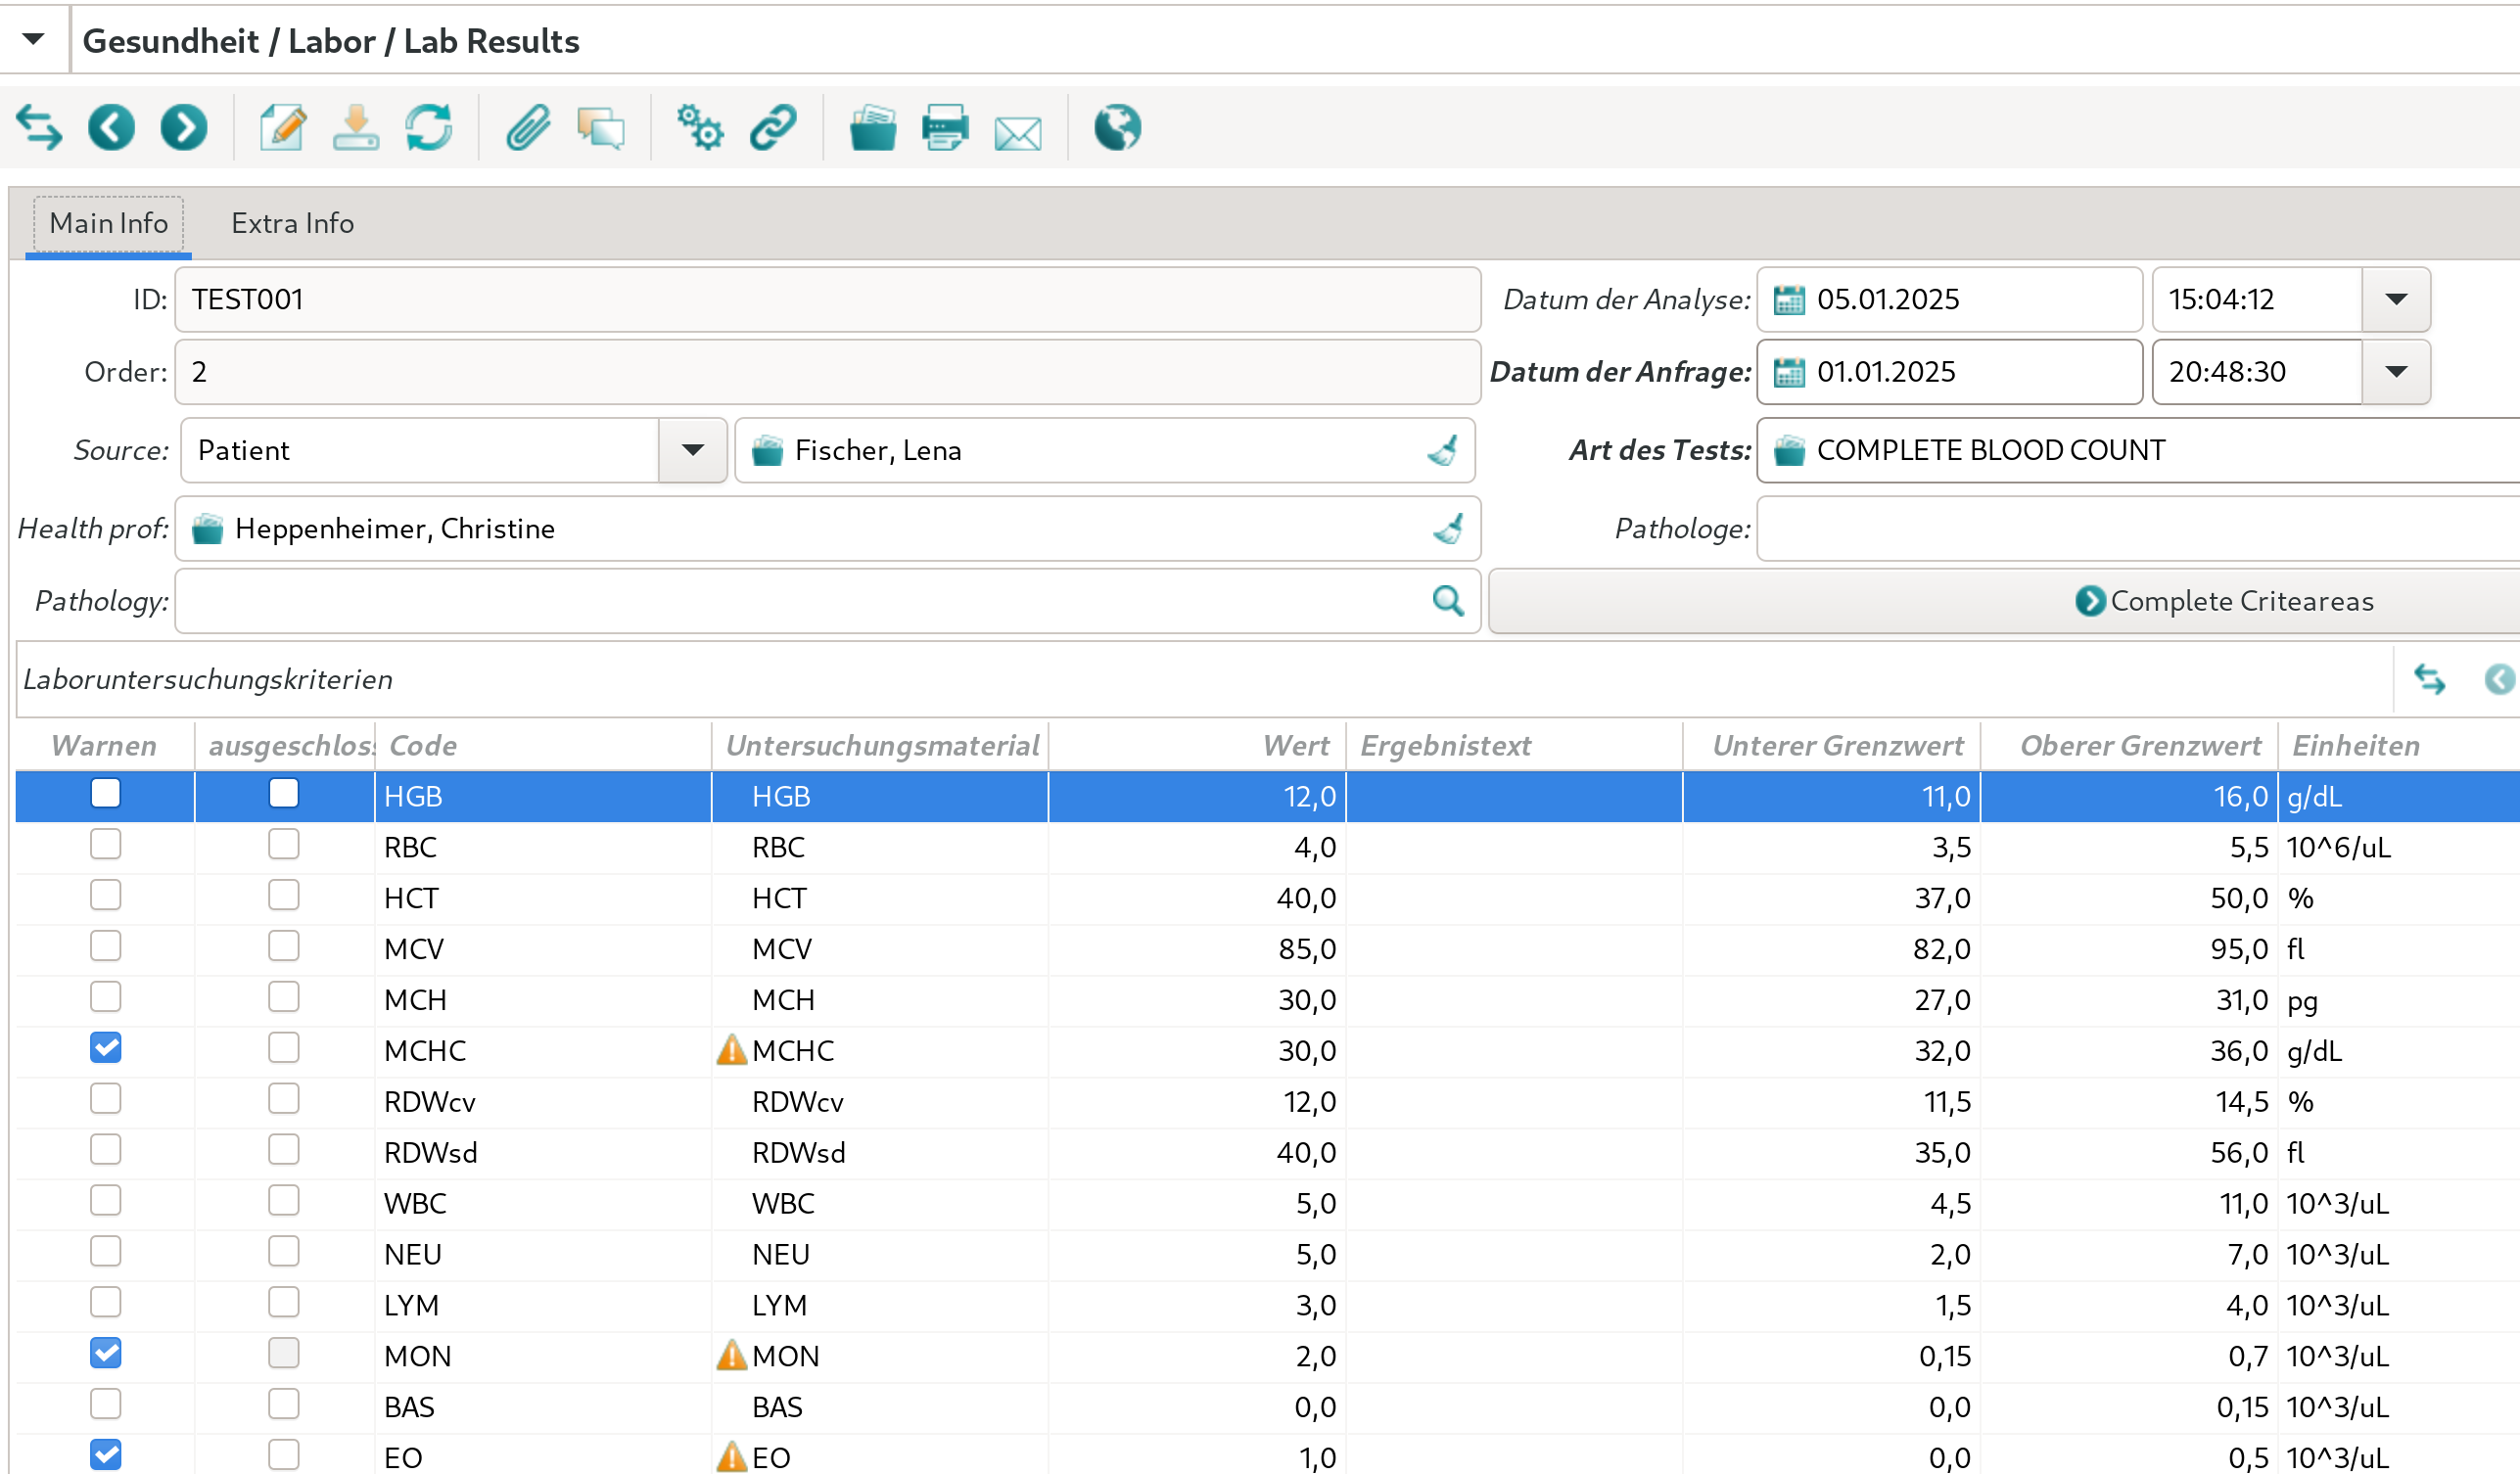 Gesundheit / Labor / Lab Results
Main Info Extra Info
ID: TEST001 Datum der Analyse: 05.01.2025 15:04:12
Order: 2 Datum der Anfrage: 01.01.2025 20:48:30
Source: Patient Fischer, Lena Art des Tests: COMPLETE BLOOD COUNT
Health prof: Heppenheimer, Christine Pathologe:
Pathology: Complete Criteareas
Laboruntersuchungskriterien
Warnen ausgeschloss Code Untersuchungsmaterial Wert Ergebnistext Unterer Grenzwert Oberer Grenzwert Einheiten
HGB HGB 12,0 11,0 16,0 g/dL
RBC RBC 4,0 3,5 5,5 10^6/uL
HCT HCT 40,0 37,0 50,0 %
MCV MCV 85,0 82,0 95,0 fl
MCH MCH 30,0 27,0 31,0 pg
MCHC MCHC 30,0 32,0 36,0 g/dL
RDWcv RDWcv 12,0 11,5 14,5 %
RDWsd RDWsd 40,0 35,0 56,0 fl
WBC WBC 5,0 4,5 11,0 10^3/uL
NEU NEU 5,0 2,0 7,0 10^3/uL
LYM LYM 3,0 1,5 4,0 10^3/uL
MON MON 2,0 0,15 0,7 10^3/uL
BAS BAS 0,0 0,0 0,15 10^3/uL
EO EO 1,0 0,0 0,5 10^3/uL